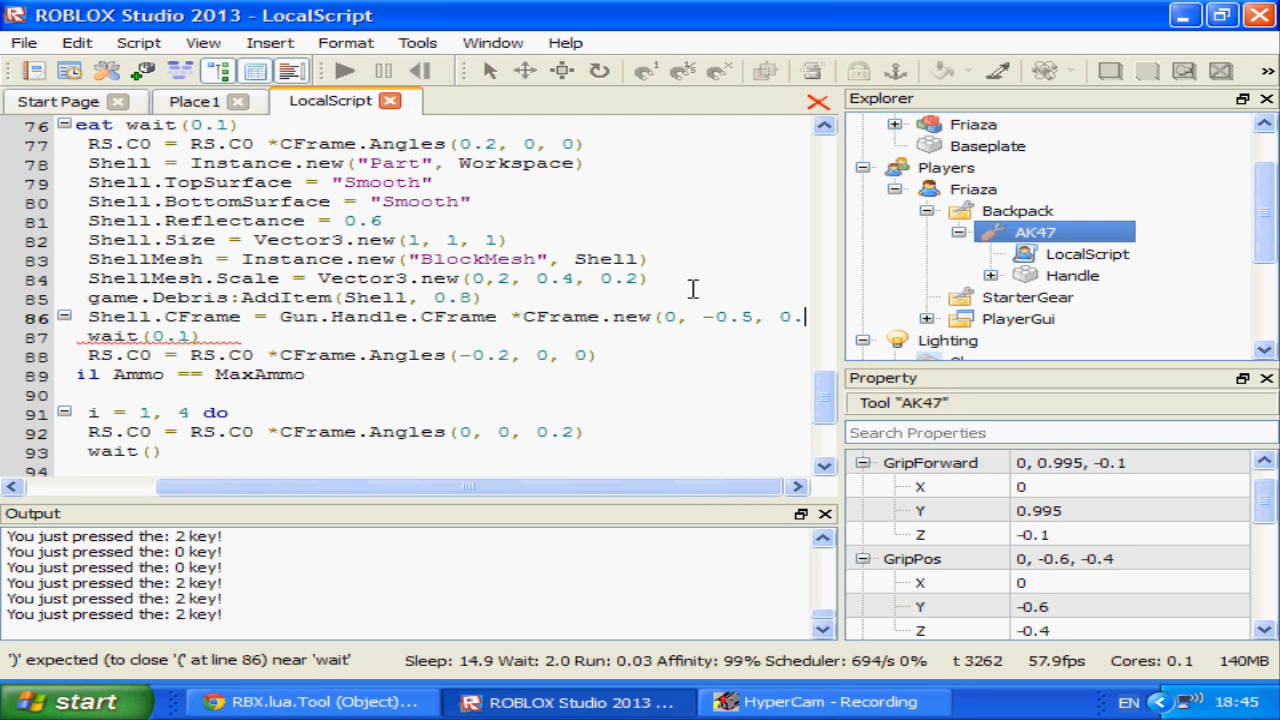 ROBLOX Studio 2013 - LocalScript
File Edit Script View Insert Format Tools Window Help
Start Page Place1 LocalScript
76 eat wait(0.1)
77 RS.C0 = RS.C0 *CFrame.Angles(0.2, 0, 0)
78 Shell = Instance.new("Part", Workspace)
79 Shell.TopSurface = "Smooth"
80 Shell.BottomSurface = "Smooth"
81 Shell.Reflectance = 0.6
82 Shell.Size = Vector3.new(1, 1, 1)
83 ShellMesh = Instance.new("BlockMesh", Shell)
84 ShellMesh.Scale = Vector3.new(0,2, 0.4, 0.2)
85 game.Debris:AddItem(Shell, 0.8)
86 Shell.CFrame = Gun.Handle.CFrame *CFrame.new(0, -0.5, 0.
87 wait(0.1)
88 RS.C0 = RS.C0 *CFrame.Angles(-0.2, 0, 0)
89 il Ammo == MaxAmmo
90
91 i = 1, 4 do
92 RS.C0 = RS.C0 *CFrame.Angles(0, 0, 0.2)
93 wait()
94
Output
You just pressed the: 2 key!
You just pressed the: 0 key!
You just pressed the: 0 key!
You just pressed the: 2 key!
You just pressed the: 2 key!
You just pressed the: 2 key!
Explorer
Friaza
Baseplate
Players
Friaza
Backpack
AK47
LocalScript
Handle
StarterGear
PlayerGui
Lighting
Property
Tool "AK47"
Search Properties
GripForward 0, 0.995, -0.1
X 0
Y 0.995
Z -0.1
GripPos 0, -0.6, -0.4
X 0
Y -0.6
Z -0.4
')' expected (to close '(' at line 86) near 'wait' Sleep: 14.9 Wait: 2.0 Run: 0.03 Affinity: 99% Scheduler: 694/s 0% t 3262 57.9fps Cores: 0.1 140MB
start RBX.lua.Tool (Object)... ROBLOX Studio 2013 ... HyperCam - Recording EN 18:45